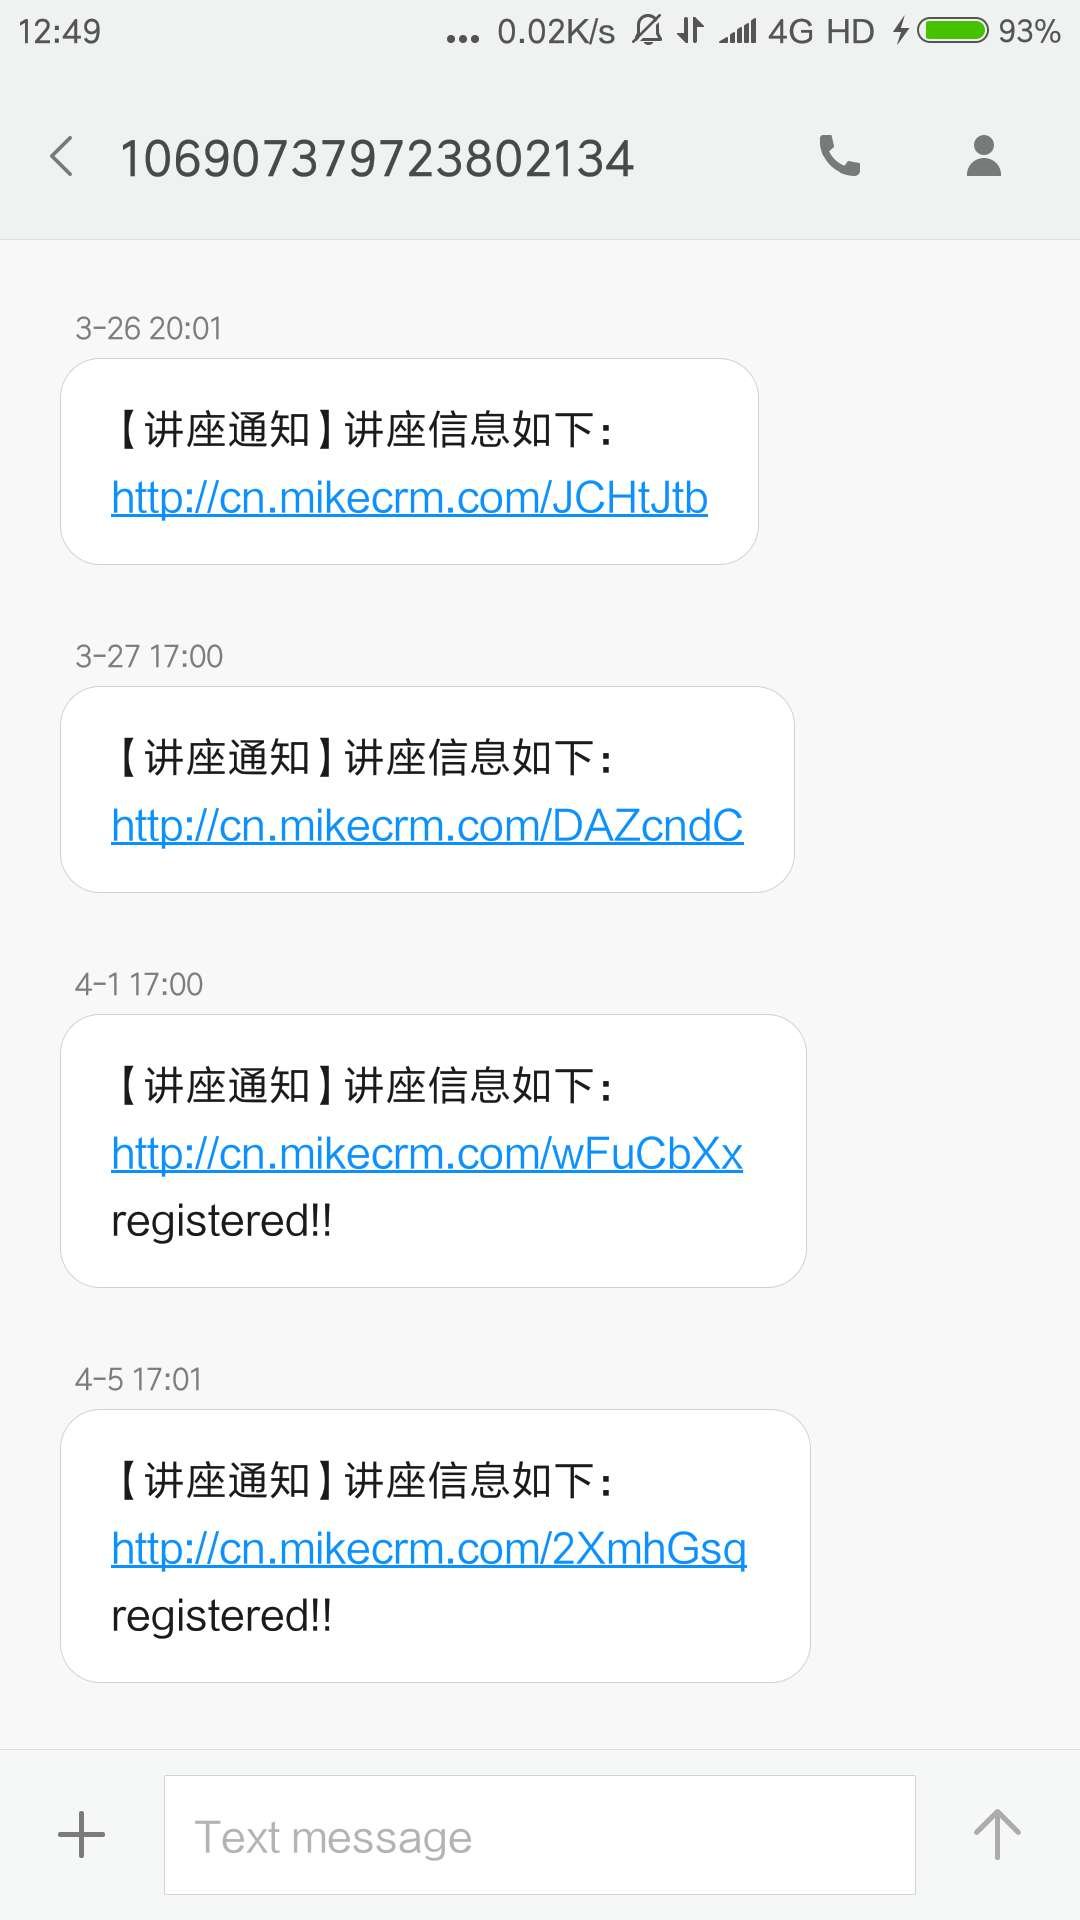 12:49
... 0.02K/s 4G HD 93%
106907379723802134
3-26 20:01
【讲座通知】讲座信息如下：
http://cn.mikecrm.com/JCHtJtb
3-27 17:00
【讲座通知】讲座信息如下：
http://cn.mikecrm.com/DAZcndC
4-1 17:00
【讲座通知】讲座信息如下：
http://cn.mikecrm.com/wFuCbXx
registered!!
4-5 17:01
【讲座通知】讲座信息如下：
http://cn.mikecrm.com/2XmhGsq
registered!!
Text message